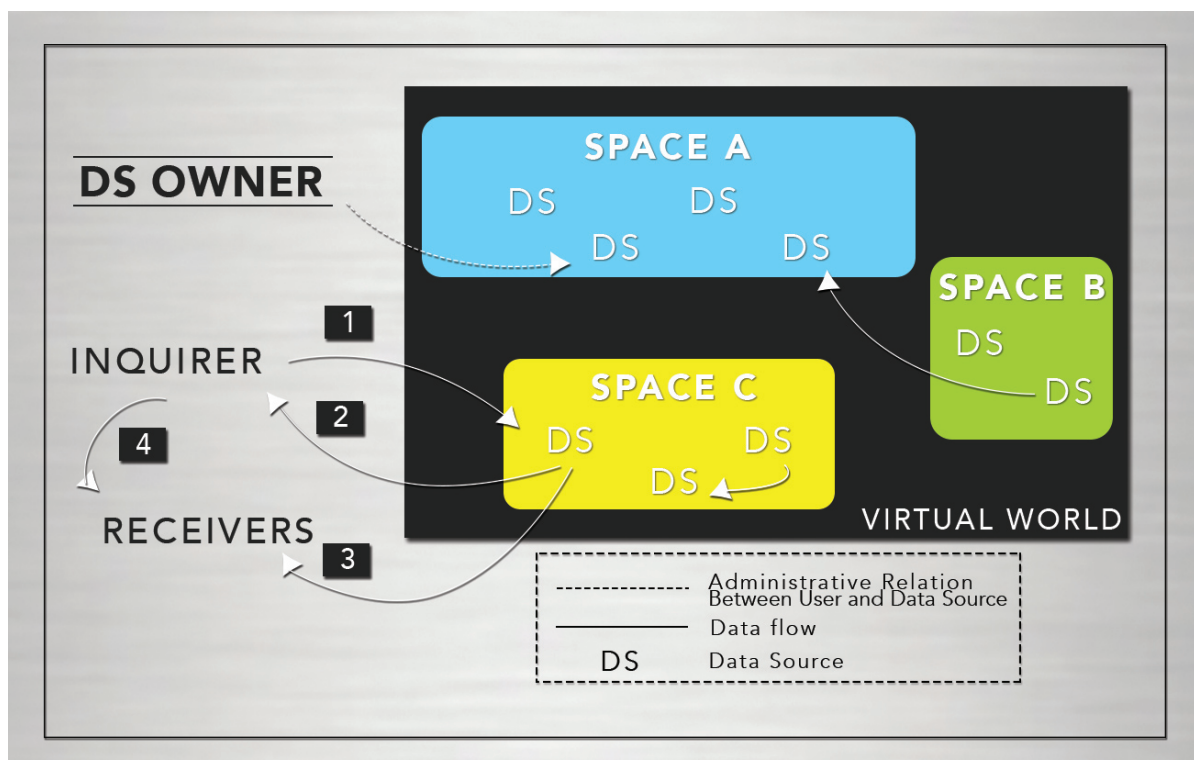 SPACE A
DS OWNER
DS DS
DS DS
SPACE B
1
DS
INQUIRER
SPACE C
DS
2
4
DS DS
DS
VIRTUAL WORLD
RECEIVERS
3
Administrative Relation
Between User and Data Source
Data flow
DS Data Source